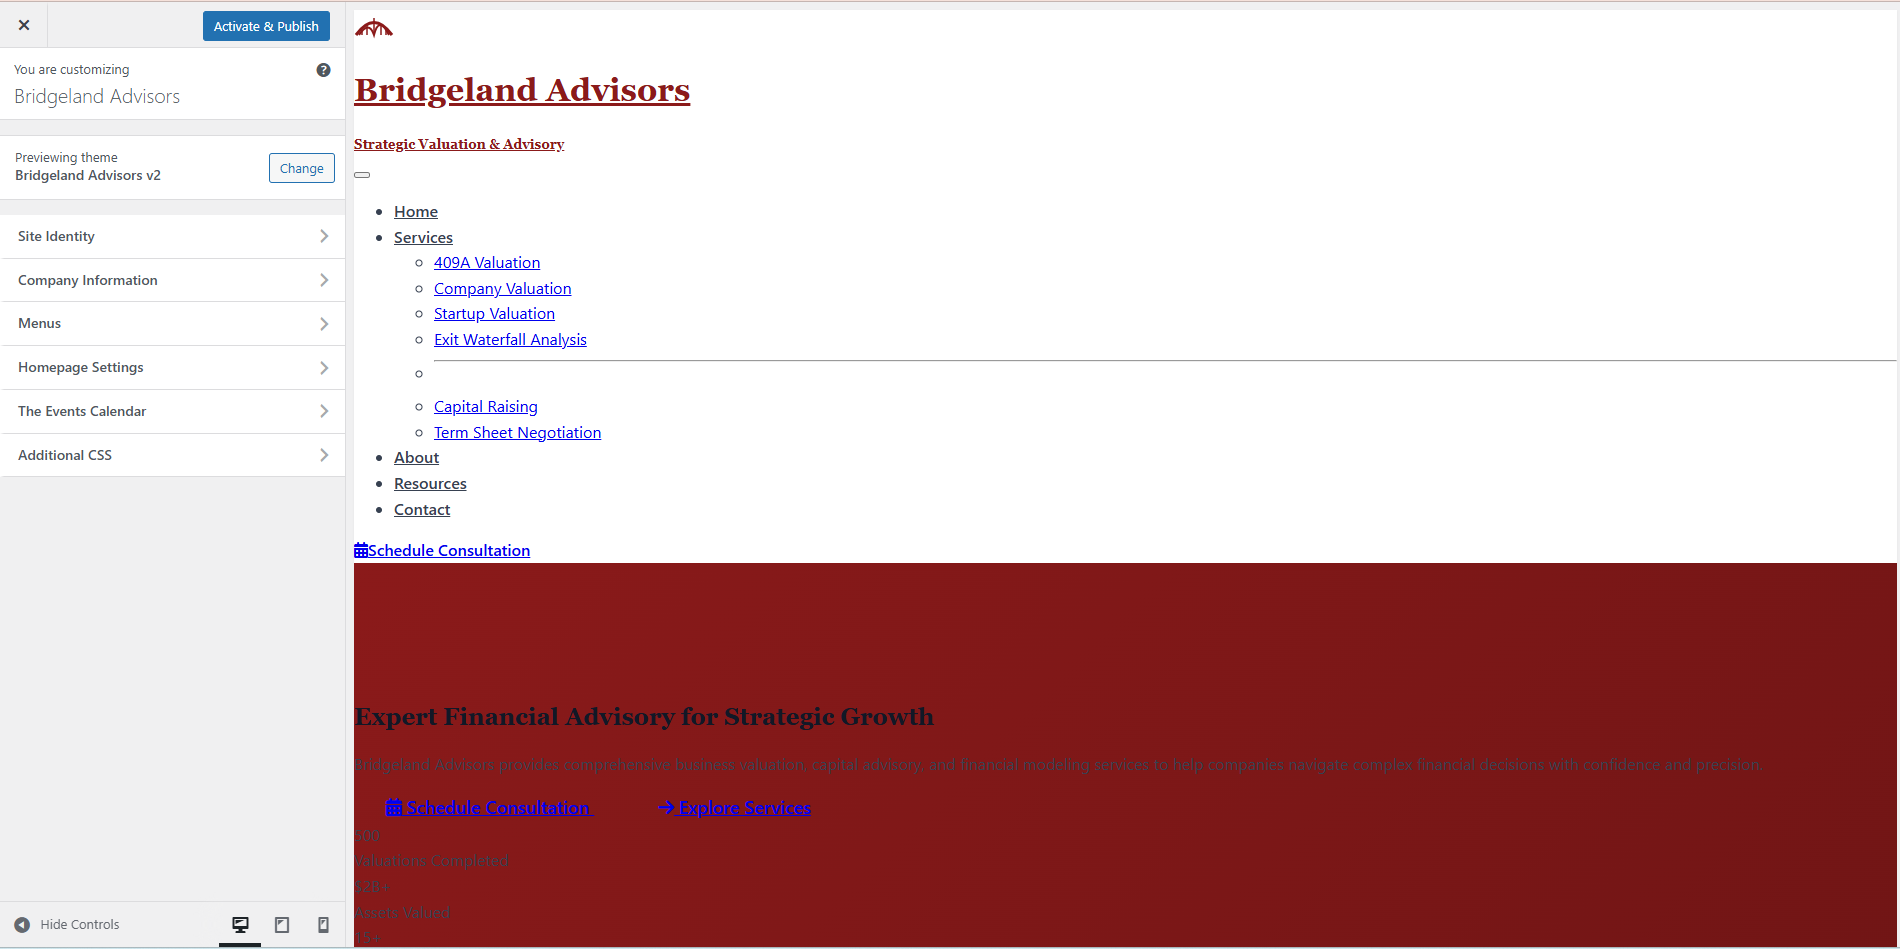 Activate & Publish
You are customizing
Bridgeland Advisors
Previewing theme
Bridgeland Advisors v2
Change
Site Identity
Company Information
Menus
Homepage Settings
The Events Calendar
Additional CSS
Hide Controls
Bridgeland Advisors
Strategic Valuation & Advisory
Home
Services
409A Valuation
Company Valuation
Startup Valuation
Exit Waterfall Analysis
Capital Raising
Term Sheet Negotiation
About
Resources
Contact
Schedule Consultation
Expert Financial Advisory for Strategic Growth
Bridgeland Advisors provides comprehensive business valuation, capital advisory, and financial modeling services to help companies navigate complex financial decisions with confidence and precision.
Schedule Consultation Explore Services
Valuations Completed
Assets Valued
15+